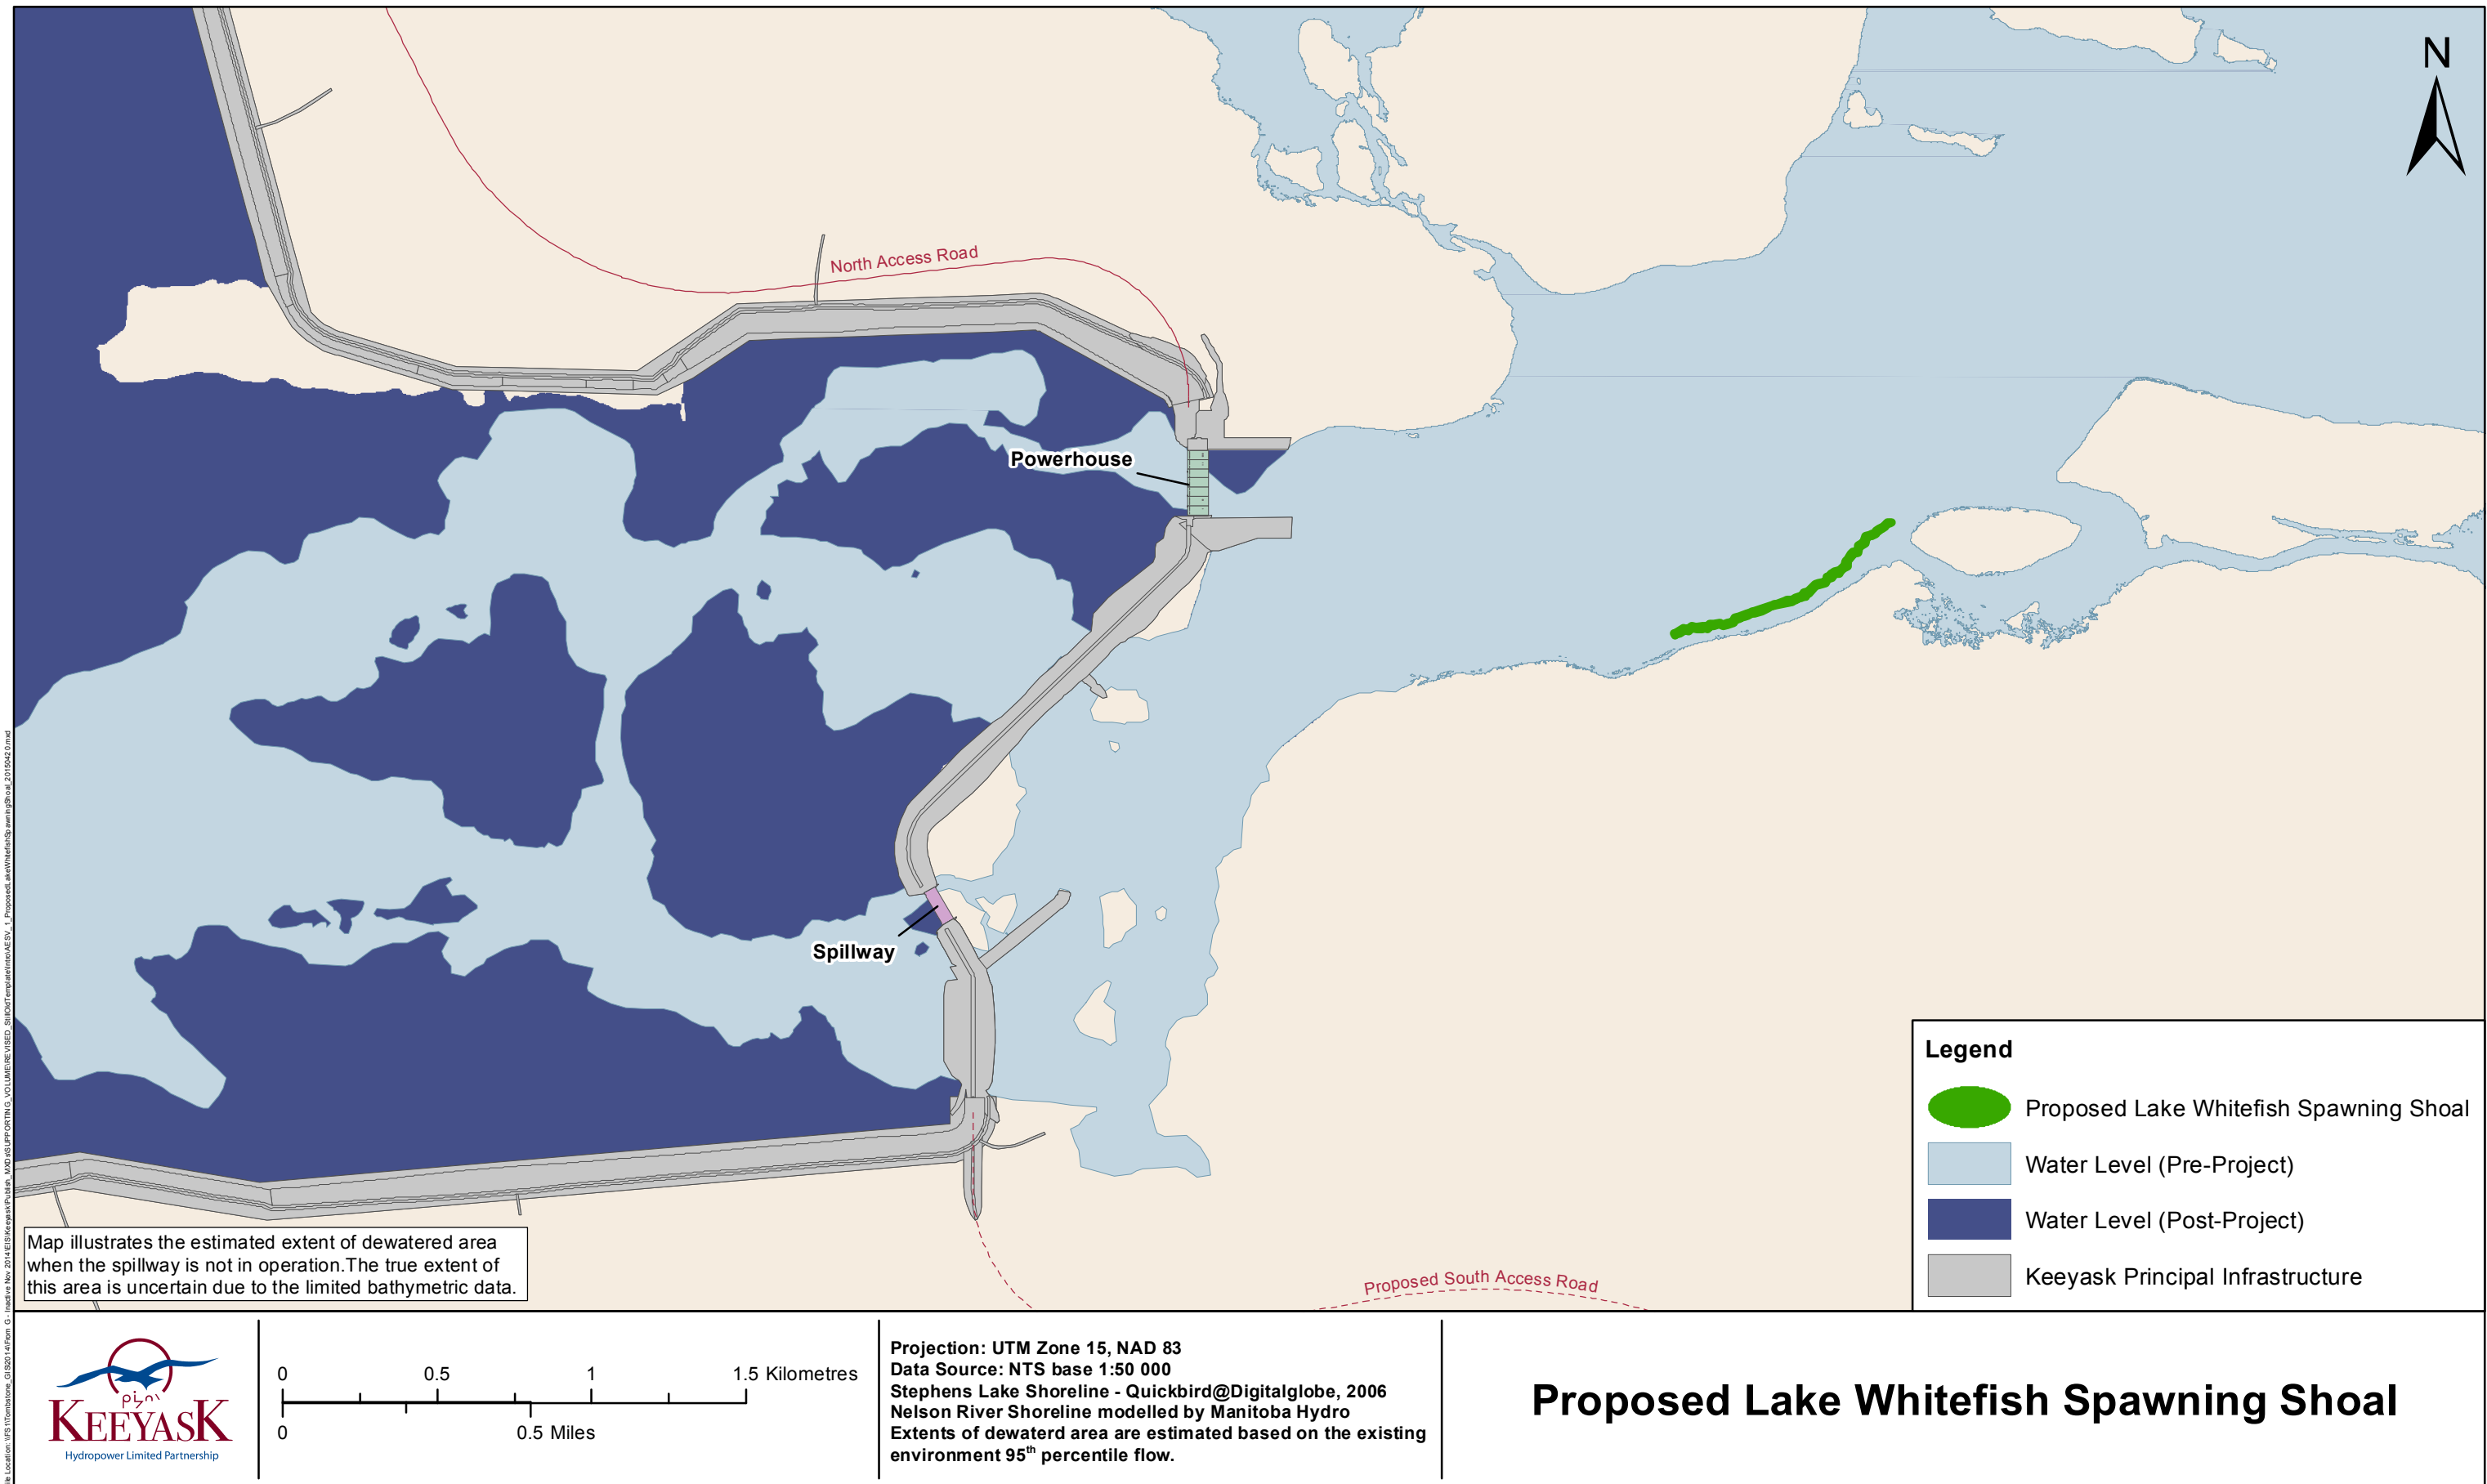 N
North Access Road
Powerhouse
Spillway
Proposed South Access Road
Map illustrates the estimated extent of dewatered area
when the spillway is not in operation.The true extent of
this area is uncertain due to the limited bathymetric data.
Legend
Proposed Lake Whitefish Spawning Shoal
Water Level (Pre-Project)
Water Level (Post-Project)
Keeyask Principal Infrastructure
KEEYASK
Hydropower Limited Partnership
0 0.5 1 1.5 Kilometres
0 0.5 Miles
Projection: UTM Zone 15, NAD 83
Data Source: NTS base 1:50 000
Stephens Lake Shoreline - Quickbird@Digitalglobe, 2006
Nelson River Shoreline modelled by Manitoba Hydro
Extents of dewaterd area are estimated based on the existing
environment 95th percentile flow.
Proposed Lake Whitefish Spawning Shoal